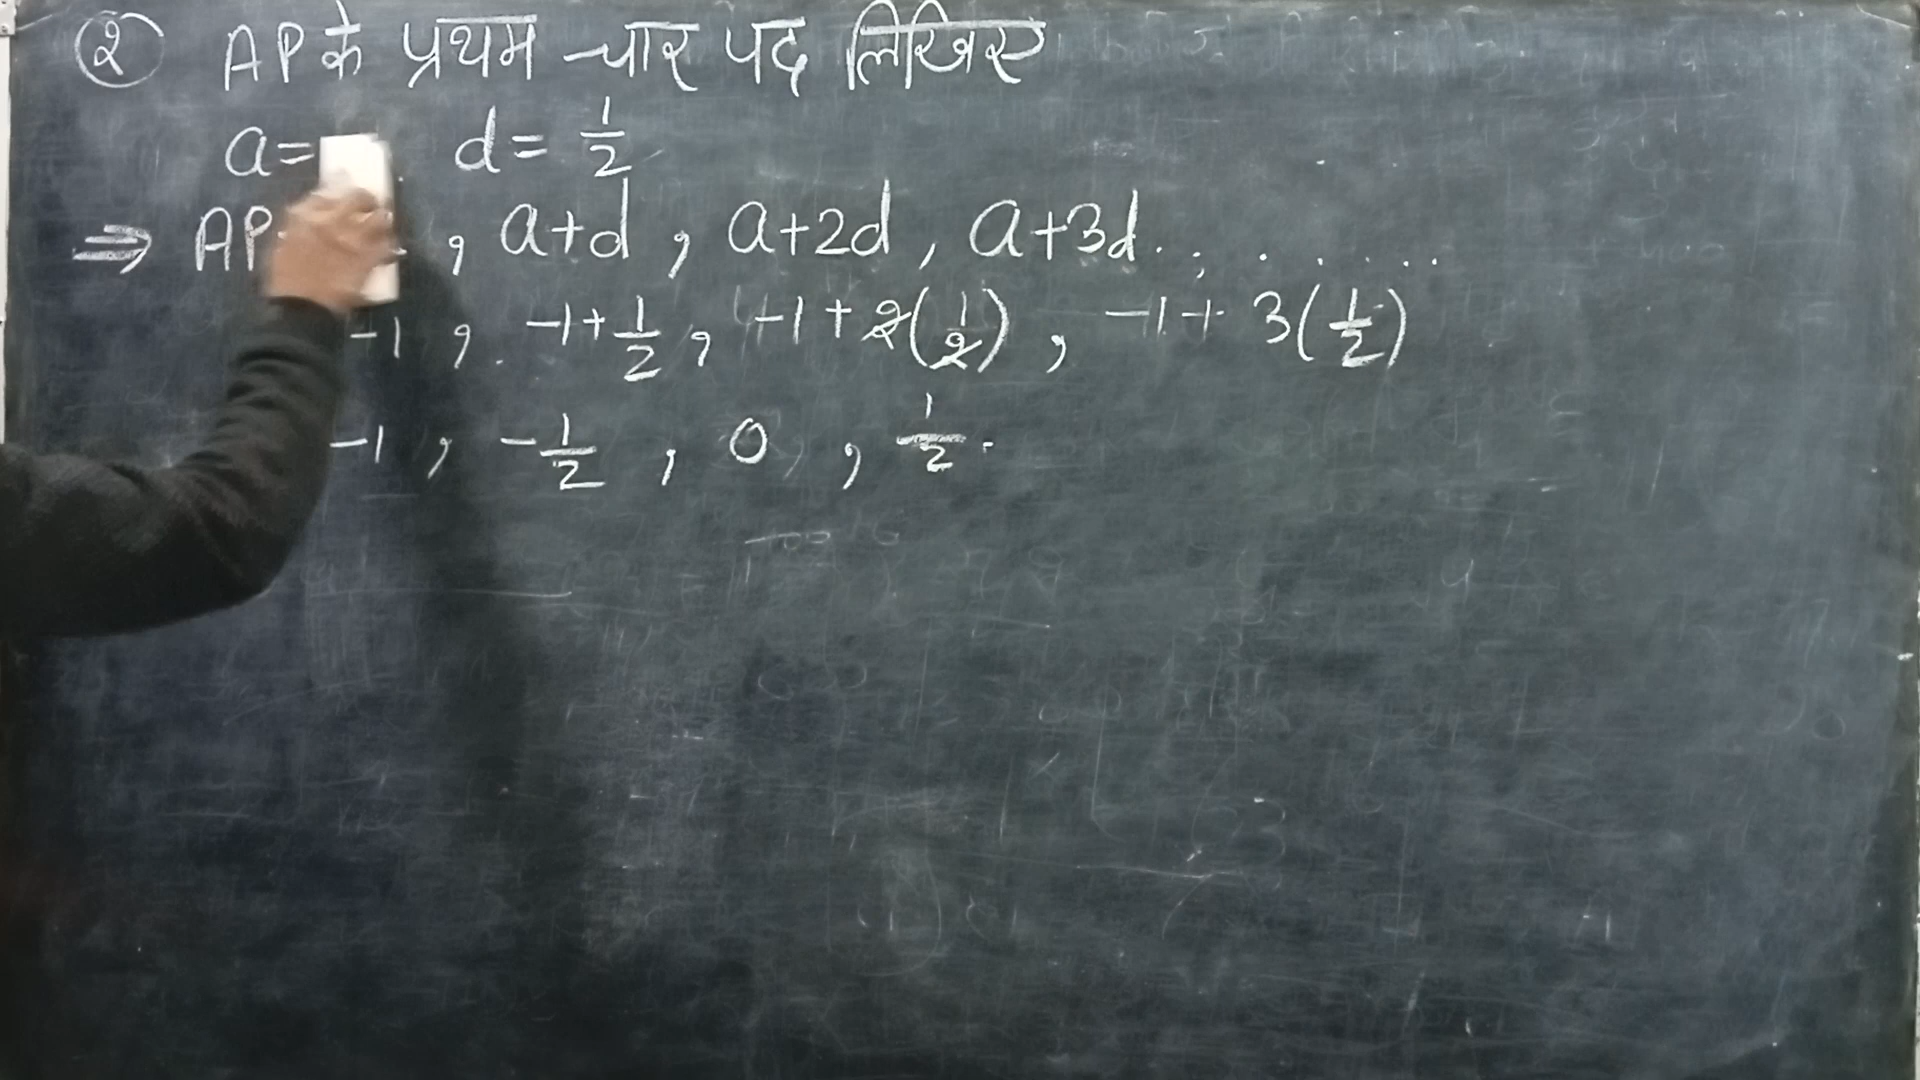 २ AP के प्रथम चार पद लिखिए
a= d= 1/2
⇒ AP , a+d , a+2d , a+3d . . . . . . .
-1 , -1+1/2 , -1+2(1/2) , -1+3(1/2)
-1 , -1/2 , 0 , 1/2 .